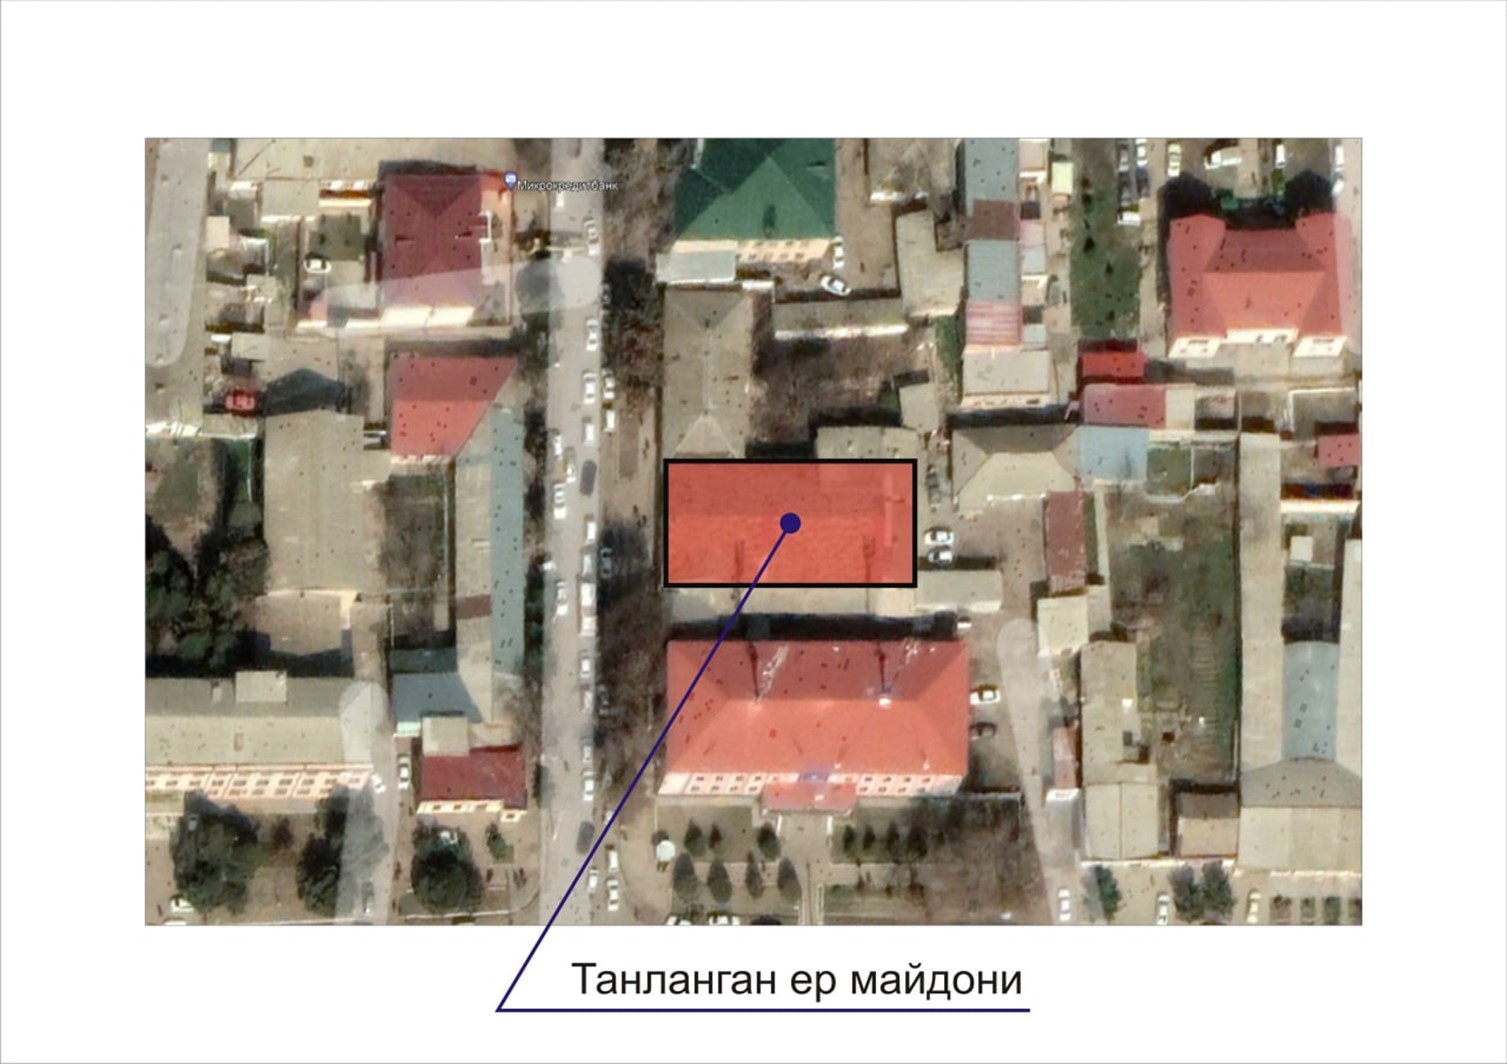 Микрокредитбанк
Танланган ер майдони